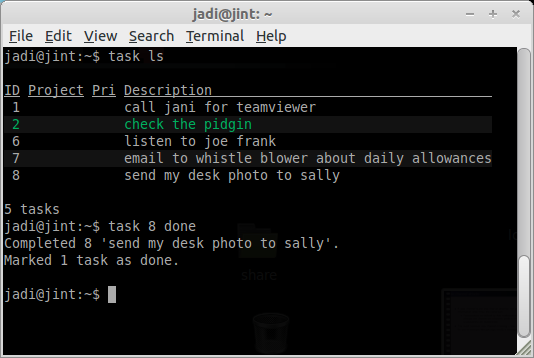 jadi@jint: ~
File Edit View Search Terminal Help
jadi@jint:~$ task ls
ID Project Pri Description
1 call jani for teamviewer
2 check the pidgin
6 listen to joe frank
7 email to whistle blower about daily allowances
8 send my desk photo to sally
5 tasks
jadi@jint:~$ task 8 done
Completed 8 'send my desk photo to sally'.
Marked 1 task as done.
share
jadi@jint:~$